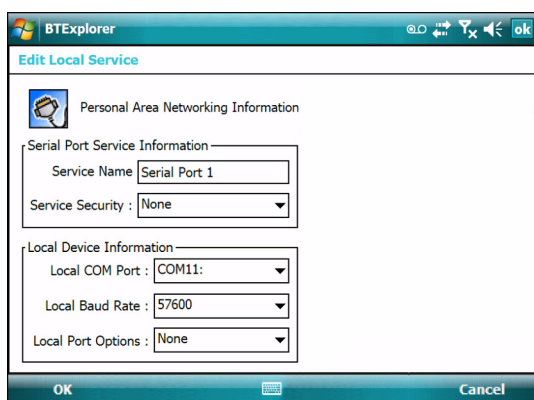 BTExplorer ok
Edit Local Service
Personal Area Networking Information
Serial Port Service Information
Service Name Serial Port 1
Service Security : None
Local Device Information
Local COM Port : COM11:
Local Baud Rate : 57600
Local Port Options : None
OK Cancel